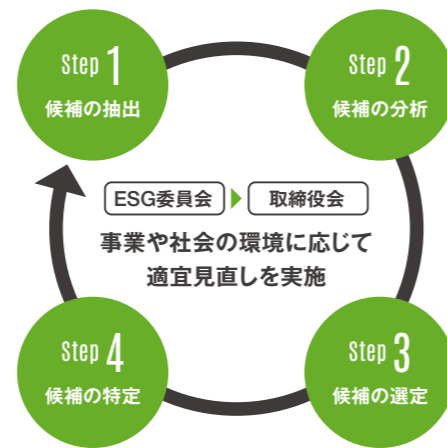 Step 1
候補の抽出
Step 2
候補の分析
ESG委員会
取締役会
事業や社会の環境に応じて
適宜見直しを実施
Step 4
候補の特定
Step 3
候補の選定